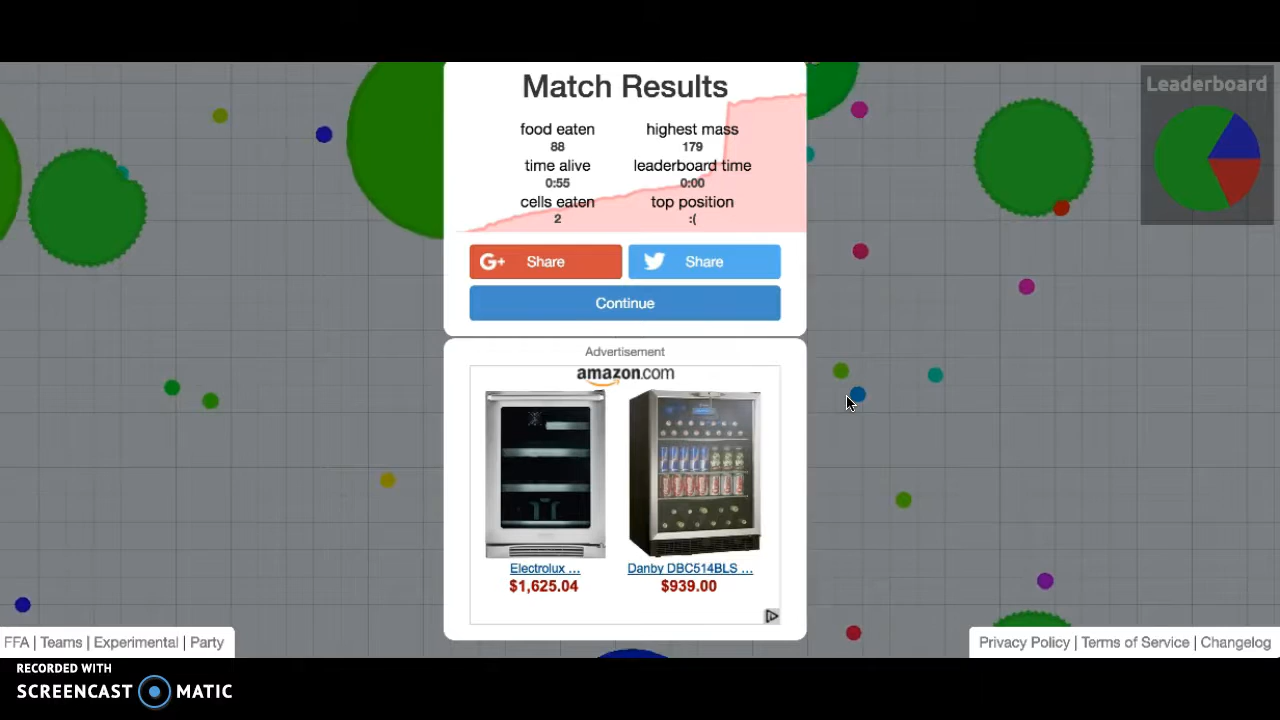 Match Results
Leaderboard
food eaten highest mass
88 179
time alive leaderboard time
0:55 0:00
cells eaten top position
2 :(
G+ Share Share
Continue
Advertisement
amazon.com
Electrolux ... Danby DBC514BLS ...
$1,625.04 $939.00
FFA | Teams | Experimental | Party
Privacy Policy | Terms of Service | Changelog
RECORDED WITH
SCREENCAST MATIC